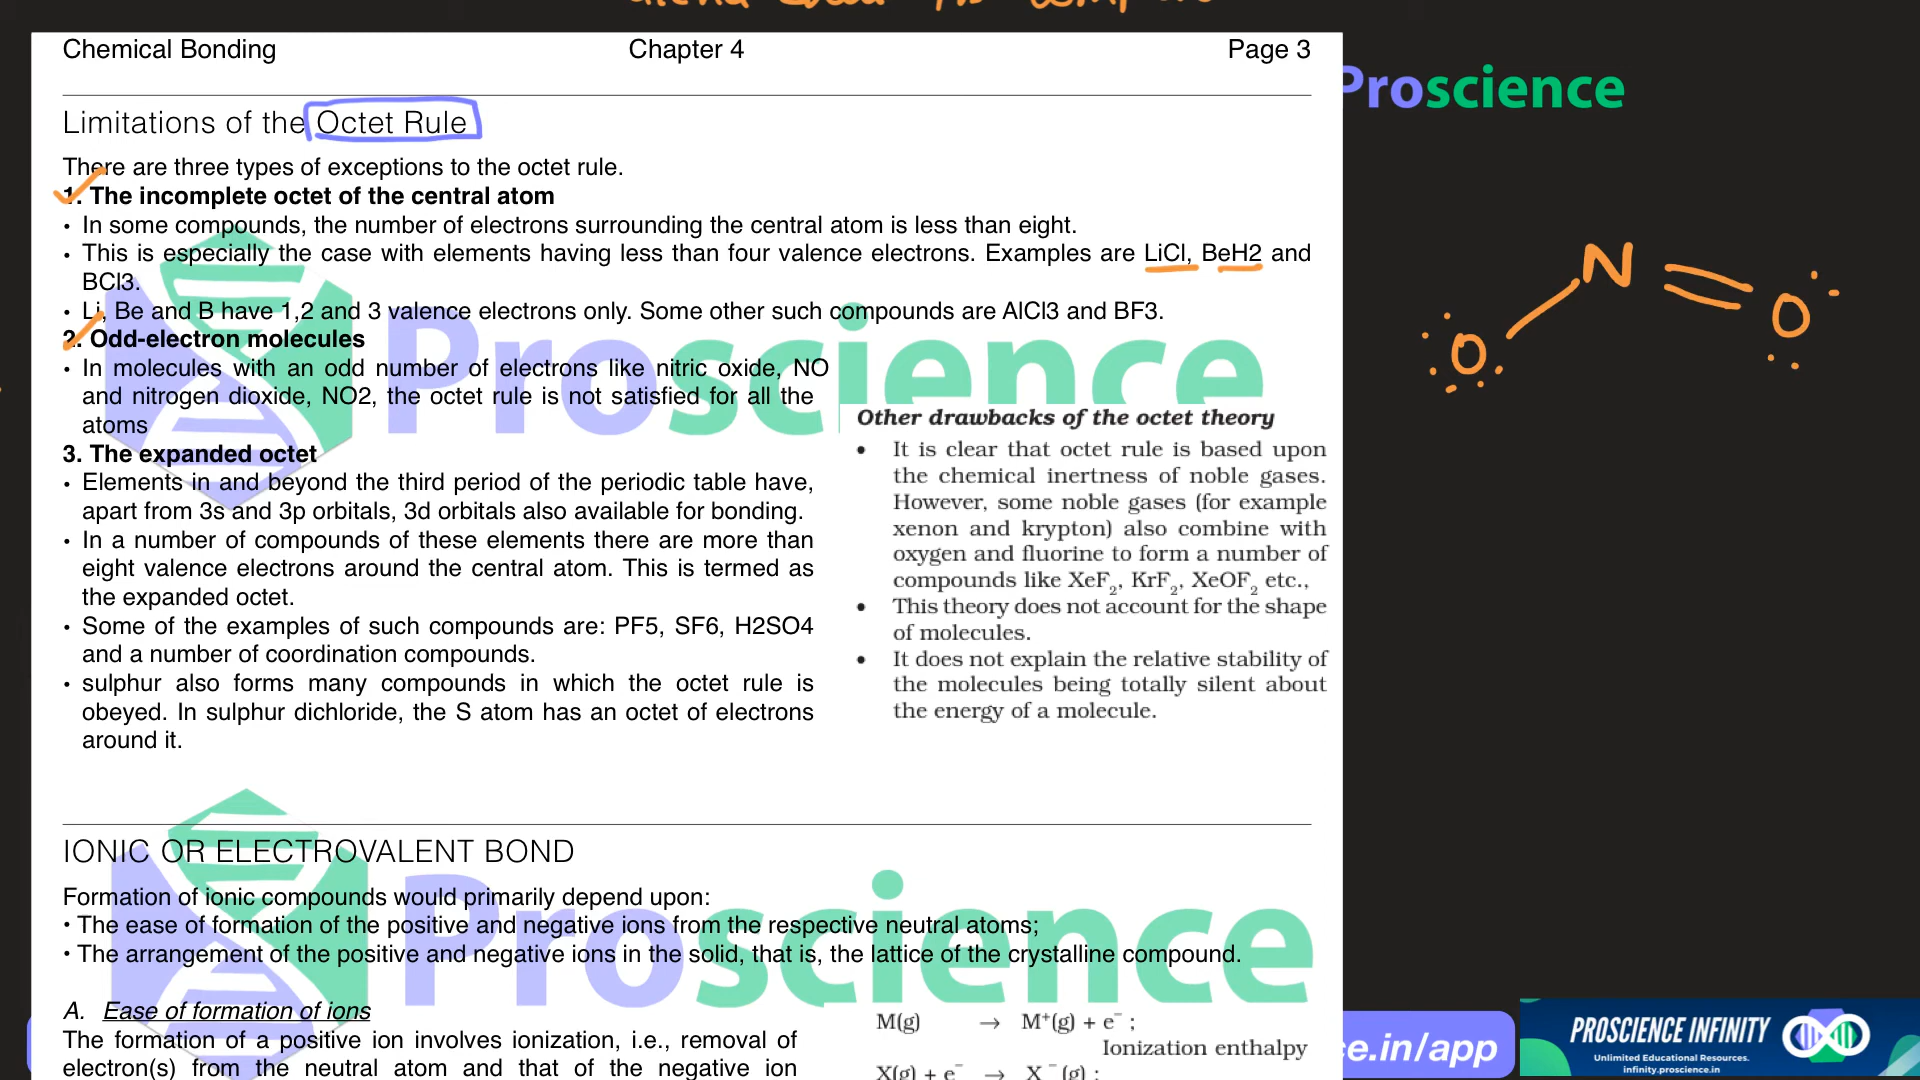 Chemical Bonding Chapter 4 Page 3
Proscience
Limitations of the Octet Rule
There are three types of exceptions to the octet rule.
1. The incomplete octet of the central atom
• In some compounds, the number of electrons surrounding the central atom is less than eight.
• This is especially the case with elements having less than four valence electrons. Examples are LiCl, BeH2 and
BCl3.
• Li, Be and B have 1,2 and 3 valence electrons only. Some other such compounds are AlCl3 and BF3.
2. Odd-electron molecules
• In molecules with an odd number of electrons like nitric oxide, NO
and nitrogen dioxide, NO2, the octet rule is not satisfied for all the
atoms
3. The expanded octet
• Elements in and beyond the third period of the periodic table have,
apart from 3s and 3p orbitals, 3d orbitals also available for bonding.
• In a number of compounds of these elements there are more than
eight valence electrons around the central atom. This is termed as
the expanded octet.
• Some of the examples of such compounds are: PF5, SF6, H2SO4
and a number of coordination compounds.
• sulphur also forms many compounds in which the octet rule is
obeyed. In sulphur dichloride, the S atom has an octet of electrons
around it.
Proscience
Other drawbacks of the octet theory
• It is clear that octet rule is based upon
the chemical inertness of noble gases.
However, some noble gases (for example
xenon and krypton) also combine with
oxygen and fluorine to form a number of
compounds like XeF₂, KrF₂, XeOF₂ etc.,
• This theory does not account for the shape
of molecules.
• It does not explain the relative stability of
the molecules being totally silent about
the energy of a molecule.
N
O
O
IONIC OR ELECTROVALENT BOND
Formation of ionic compounds would primarily depend upon:
• The ease of formation of the positive and negative ions from the respective neutral atoms;
• The arrangement of the positive and negative ions in the solid, that is, the lattice of the crystalline compound.
Proscience
A. Ease of formation of ions
The formation of a positive ion involves ionization, i.e., removal of
electron(s) from the neutral atom and that of the negative ion
M(g) → M⁺(g) + e⁻ ;
Ionization enthalpy
X(g) + e⁻ → X⁻ (g) ;
e.in/app
PROSCIENCE INFINITY
Unlimited Educational Resources.
infinity.proscience.in